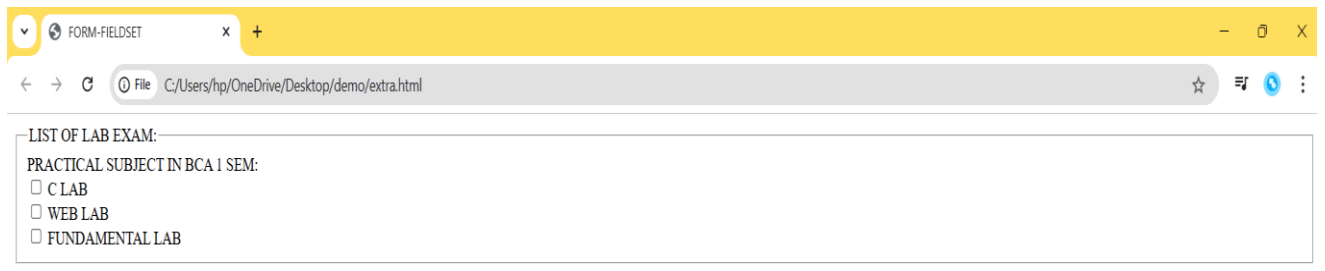 FORM-FIELDSET
File C:/Users/hp/OneDrive/Desktop/demo/extra.html
LIST OF LAB EXAM:
PRACTICAL SUBJECT IN BCA 1 SEM:
C LAB
WEB LAB
FUNDAMENTAL LAB